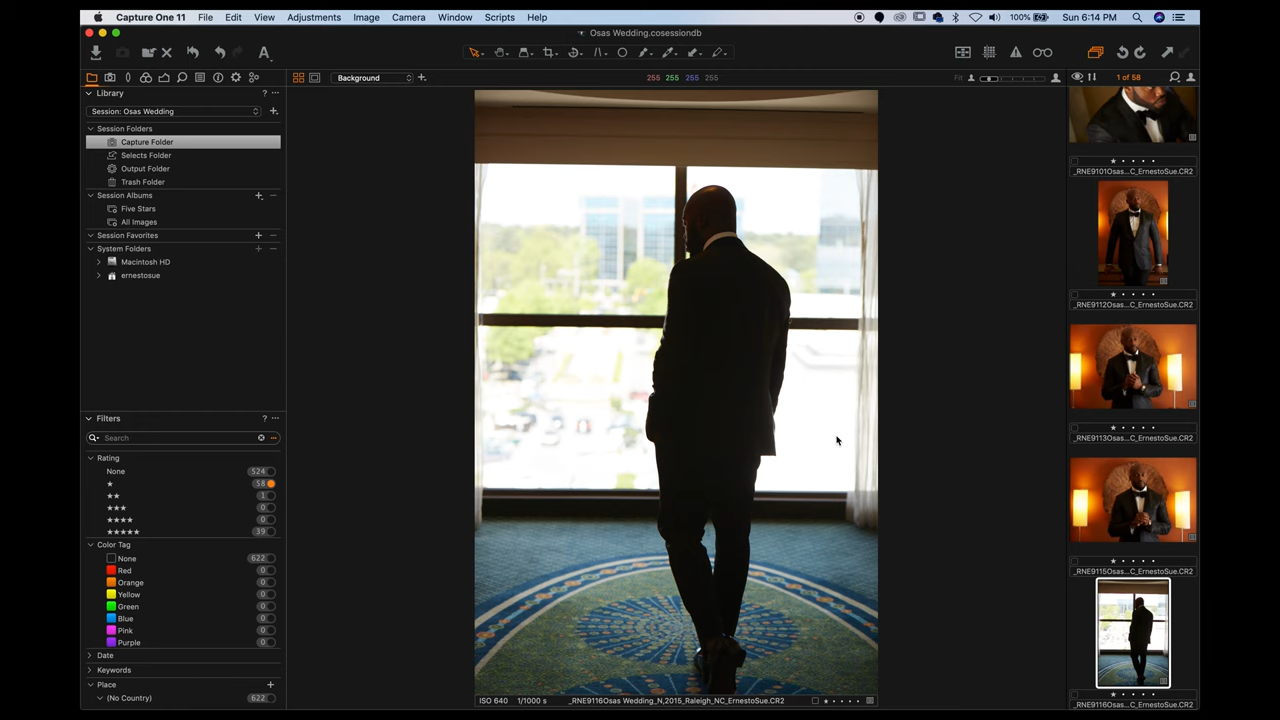 Capture One 11 File Edit View Adjustments Image Camera Window Scripts Help 100% Sun 6:14 PM
Osas Wedding.cosessiondb
Background 255 255 255 255 Fit 1 of 58
Library ?
Session: Osas Wedding
Session Folders
Capture Folder
Selects Folder
Output Folder
Trash Folder
Session Albums
Five Stars
All Images
Session Favorites
System Folders
Macintosh HD
ernestosue
Filters ?
Search
Rating
None 524
★ 58
★★ 1
★★★ 0
★★★★ 0
★★★★★ 39
Color Tag
None 622
Red 0
Orange 0
Yellow 0
Green 0
Blue 0
Pink 0
Purple 0
Date
Keywords
Place
(No Country) 622
ISO 640 1/1000 s _RNE9116Osas Wedding_N,2015_Raleigh_NC_ErnestoSue.CR2
_RNE9101Osas...C_ErnestoSue.CR2
_RNE9112Osas...C_ErnestoSue.CR2
_RNE9113Osas...C_ErnestoSue.CR2
_RNE9115Osas...C_ErnestoSue.CR2
_RNE9116Osas...C_ErnestoSue.CR2